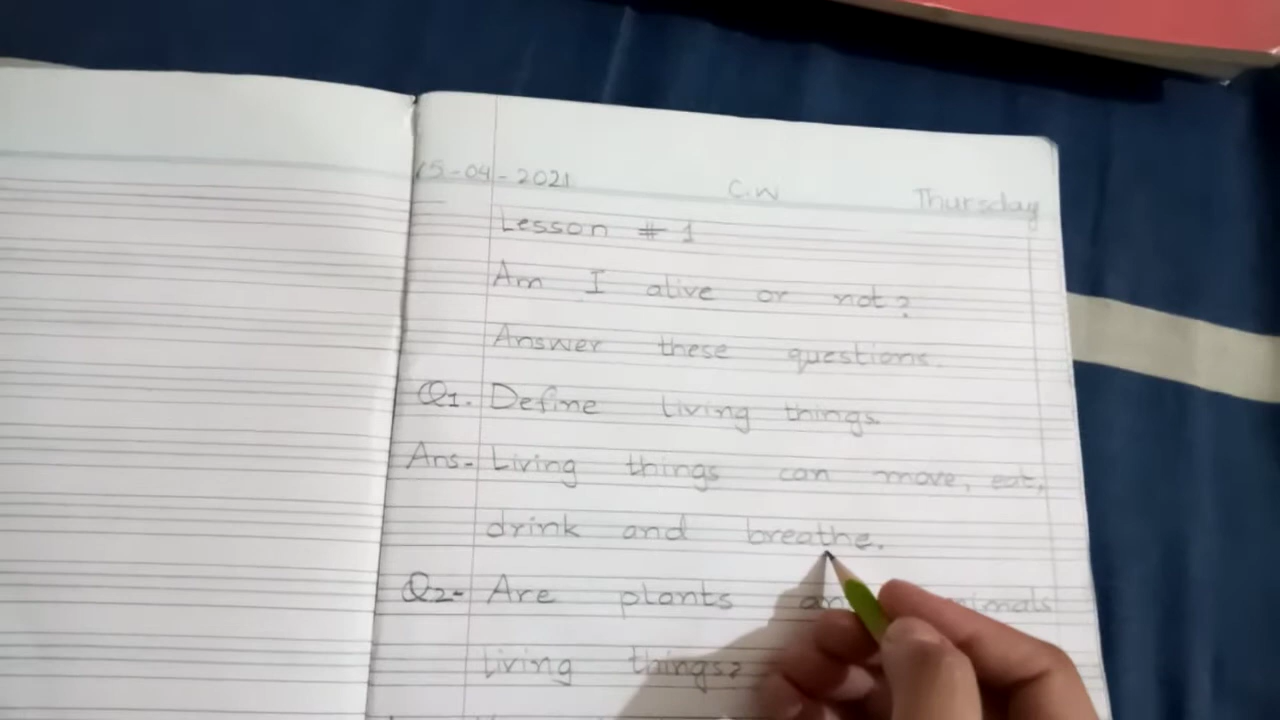 15-04-2021 C.W Thursday
Lesson # 1
Am I alive or not?
Answer these questions.
Q1. Define living things.
Ans- Living things can move, eat,
drink and breathe.
Q2- Are plants an
living things?